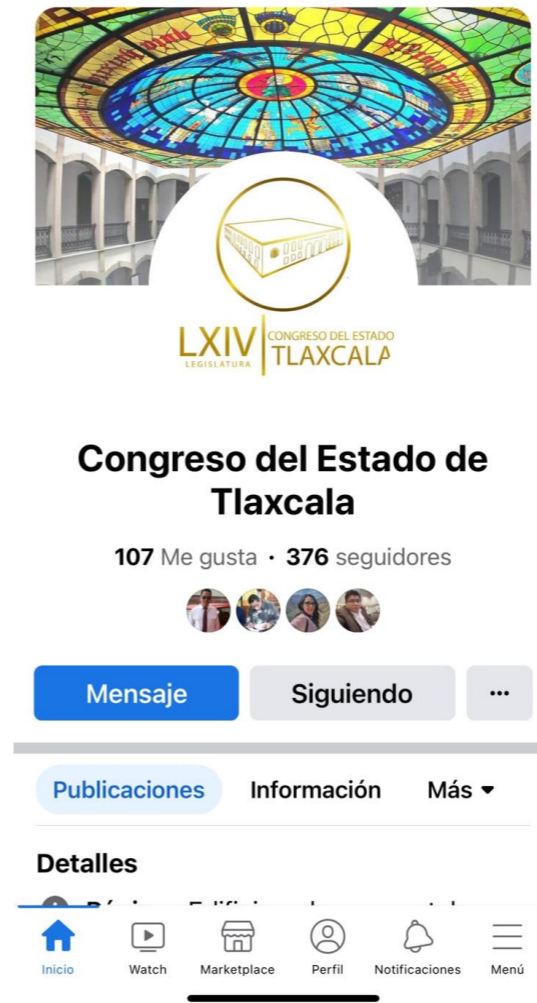 LXIV
LEGISLATURA
CONGRESO DEL ESTADO
TLAXCALA
Congreso del Estado de
Tlaxcala
107 Me gusta · 376 seguidores
Mensaje
Siguiendo
...
Publicaciones
Información
Más
Detalles
Inicio
Watch
Marketplace
Perfil
Notificaciones
Menú